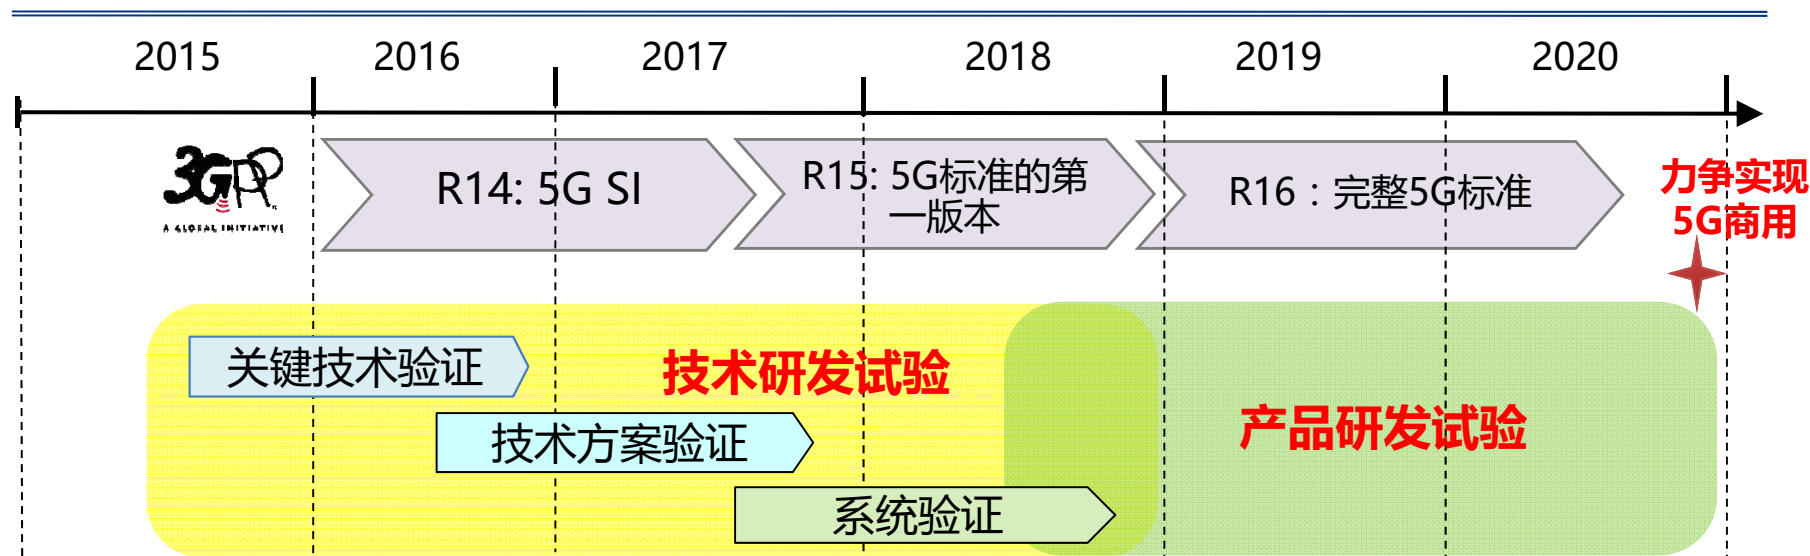 2015 2016 2017 2018 2019 2020
3GPP
A GLOBAL INITIATIVE
R14: 5G SI
R15: 5G标准的第
一版本
R16：完整5G标准
力争实现
5G商用
关键技术验证
技术研发试验
技术方案验证
产品研发试验
系统验证